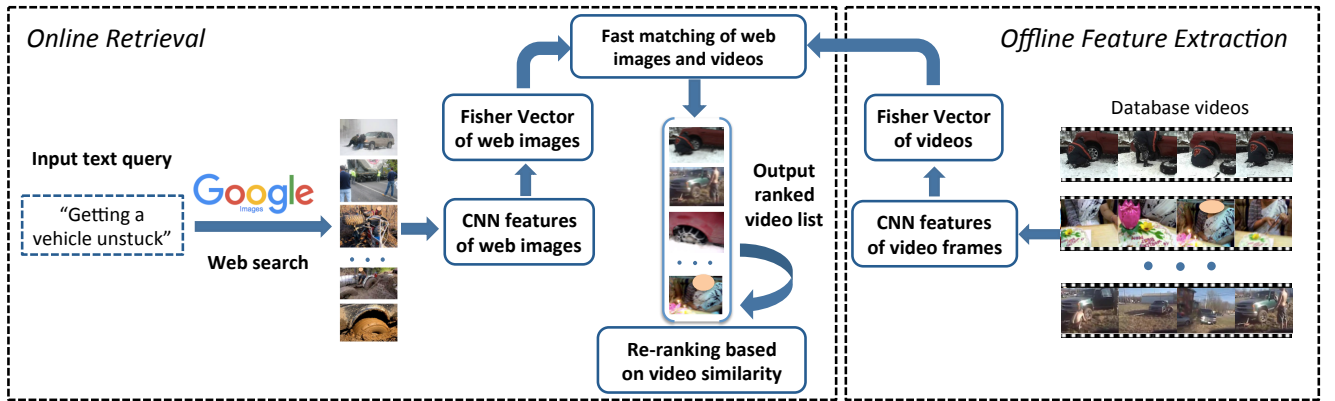 Online Retrieval
Input text query
“Getting a
vehicle unstuck”
Google
Images
Web search
CNN features
of web images
Fisher Vector
of web images
Fast matching of web
images and videos
Output
ranked
video list
Re-ranking based
on video similarity
Offline Feature Extraction
Database videos
CNN features
of video frames
Fisher Vector
of videos